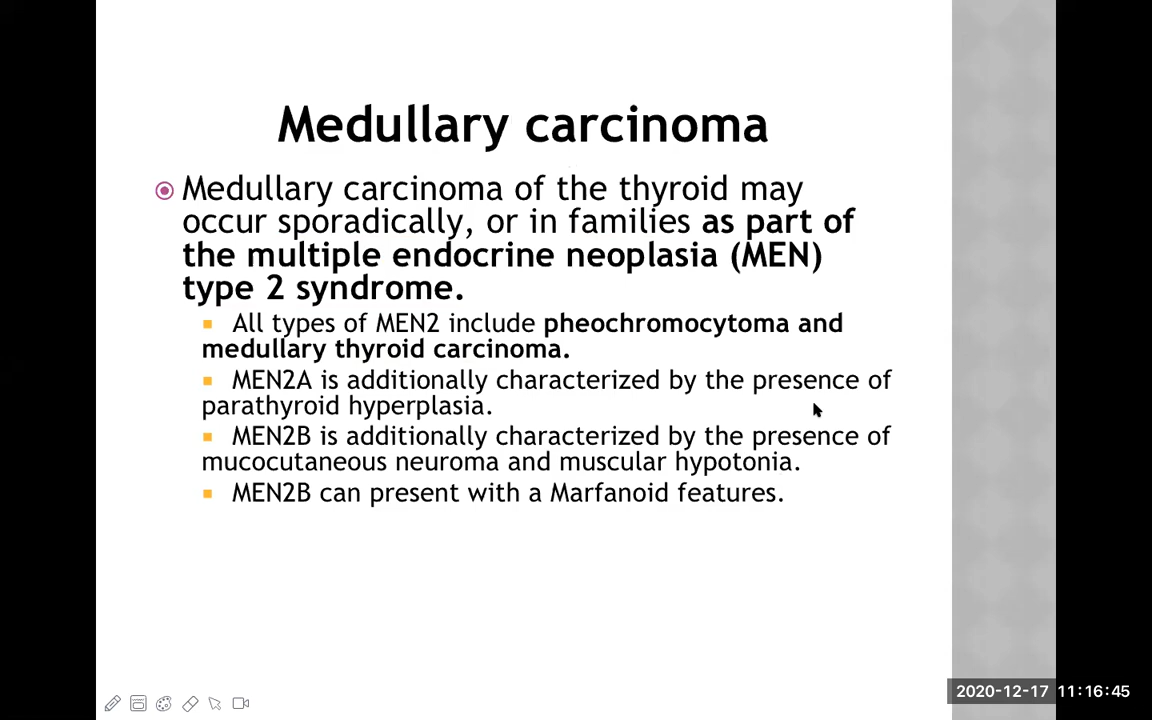 Medullary carcinoma
Medullary carcinoma of the thyroid may
occur sporadically, or in families as part of
the multiple endocrine neoplasia (MEN)
type 2 syndrome.
All types of MEN2 include pheochromocytoma and
medullary thyroid carcinoma.
MEN2A is additionally characterized by the presence of
parathyroid hyperplasia.
MEN2B is additionally characterized by the presence of
mucocutaneous neuroma and muscular hypotonia.
MEN2B can present with a Marfanoid features.
2020-12-17 11:16:45